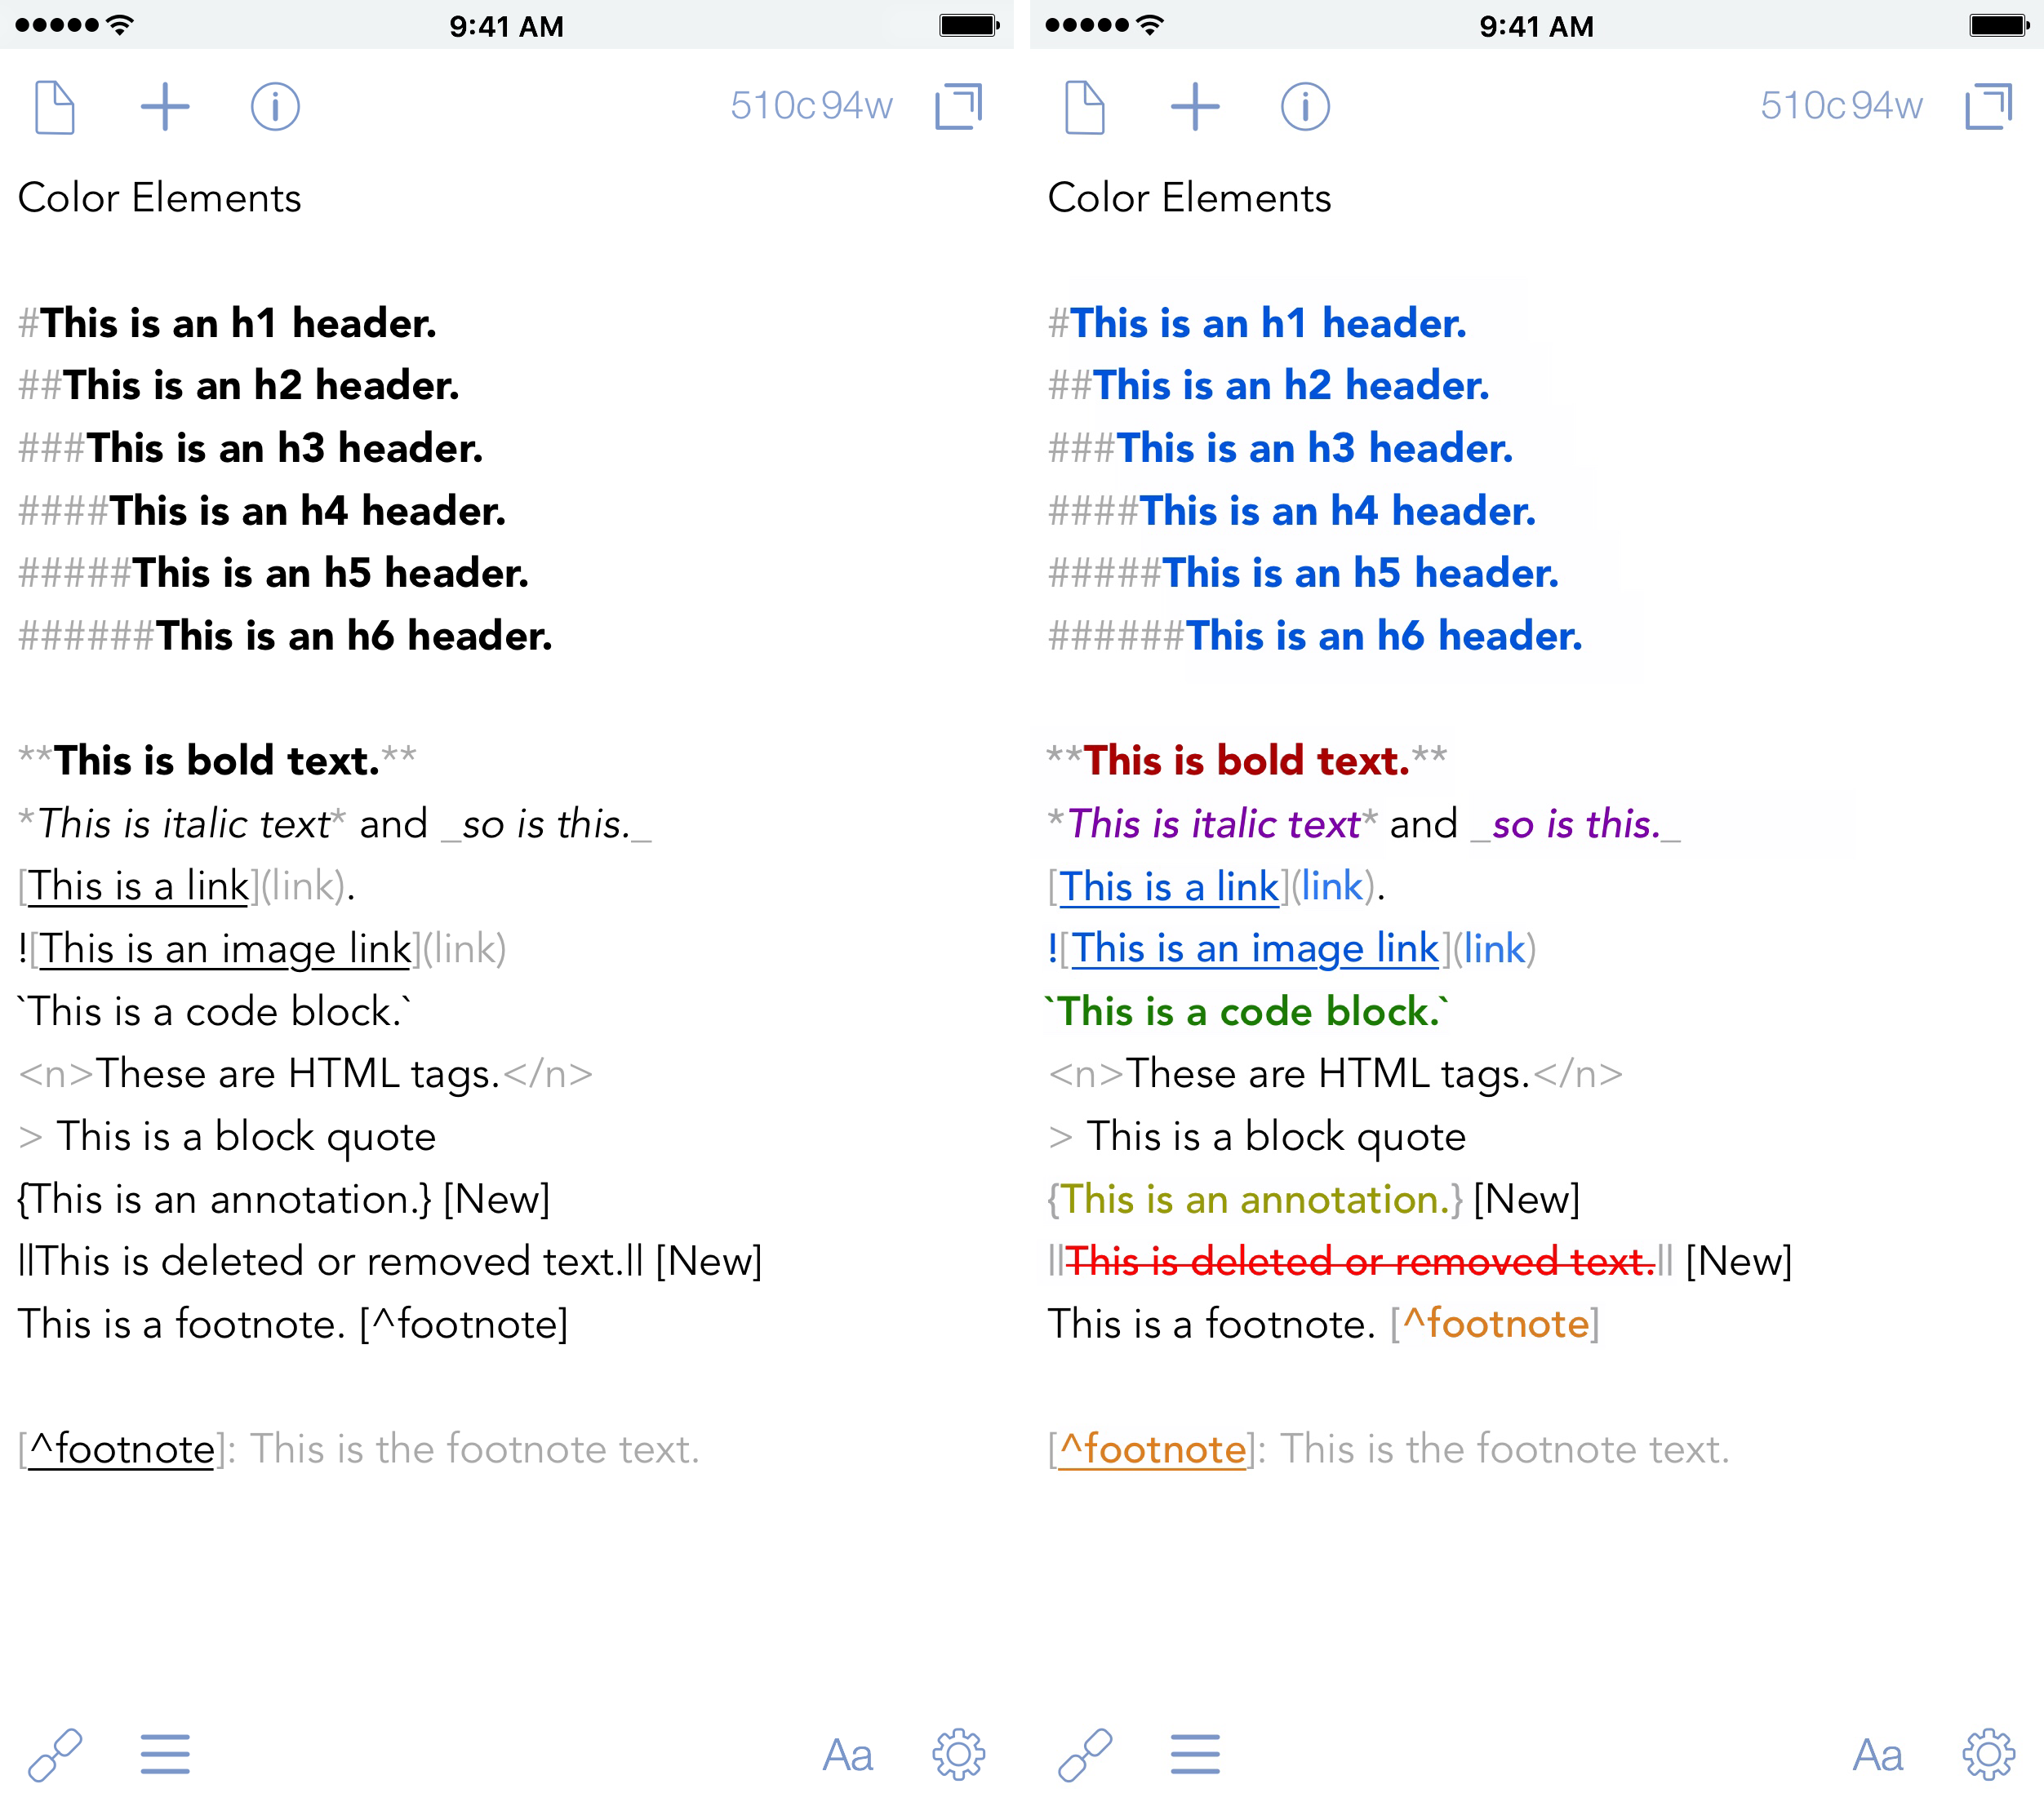 9:41 AM
510c 94w
Color Elements
#This is an h1 header.
##This is an h2 header.
###This is an h3 header.
####This is an h4 header.
#####This is an h5 header.
######This is an h6 header.
**This is bold text.**
*This is italic text* and _so is this._
[This is a link](link).
![This is an image link](link)
`This is a code block.`
<n>These are HTML tags.</n>
> This is a block quote
{This is an annotation.} [New]
||This is deleted or removed text.|| [New]
This is a footnote. [^footnote]
[^footnote]: This is the footnote text.
Aa
9:41 AM
510c 94w
Color Elements
#This is an h1 header.
##This is an h2 header.
###This is an h3 header.
####This is an h4 header.
#####This is an h5 header.
######This is an h6 header.
**This is bold text.**
*This is italic text* and _so is this._
[This is a link](link).
![This is an image link](link)
`This is a code block.`
<n>These are HTML tags.</n>
> This is a block quote
{This is an annotation.} [New]
||This is deleted or removed text.|| [New]
This is a footnote. [^footnote]
[^footnote]: This is the footnote text.
Aa